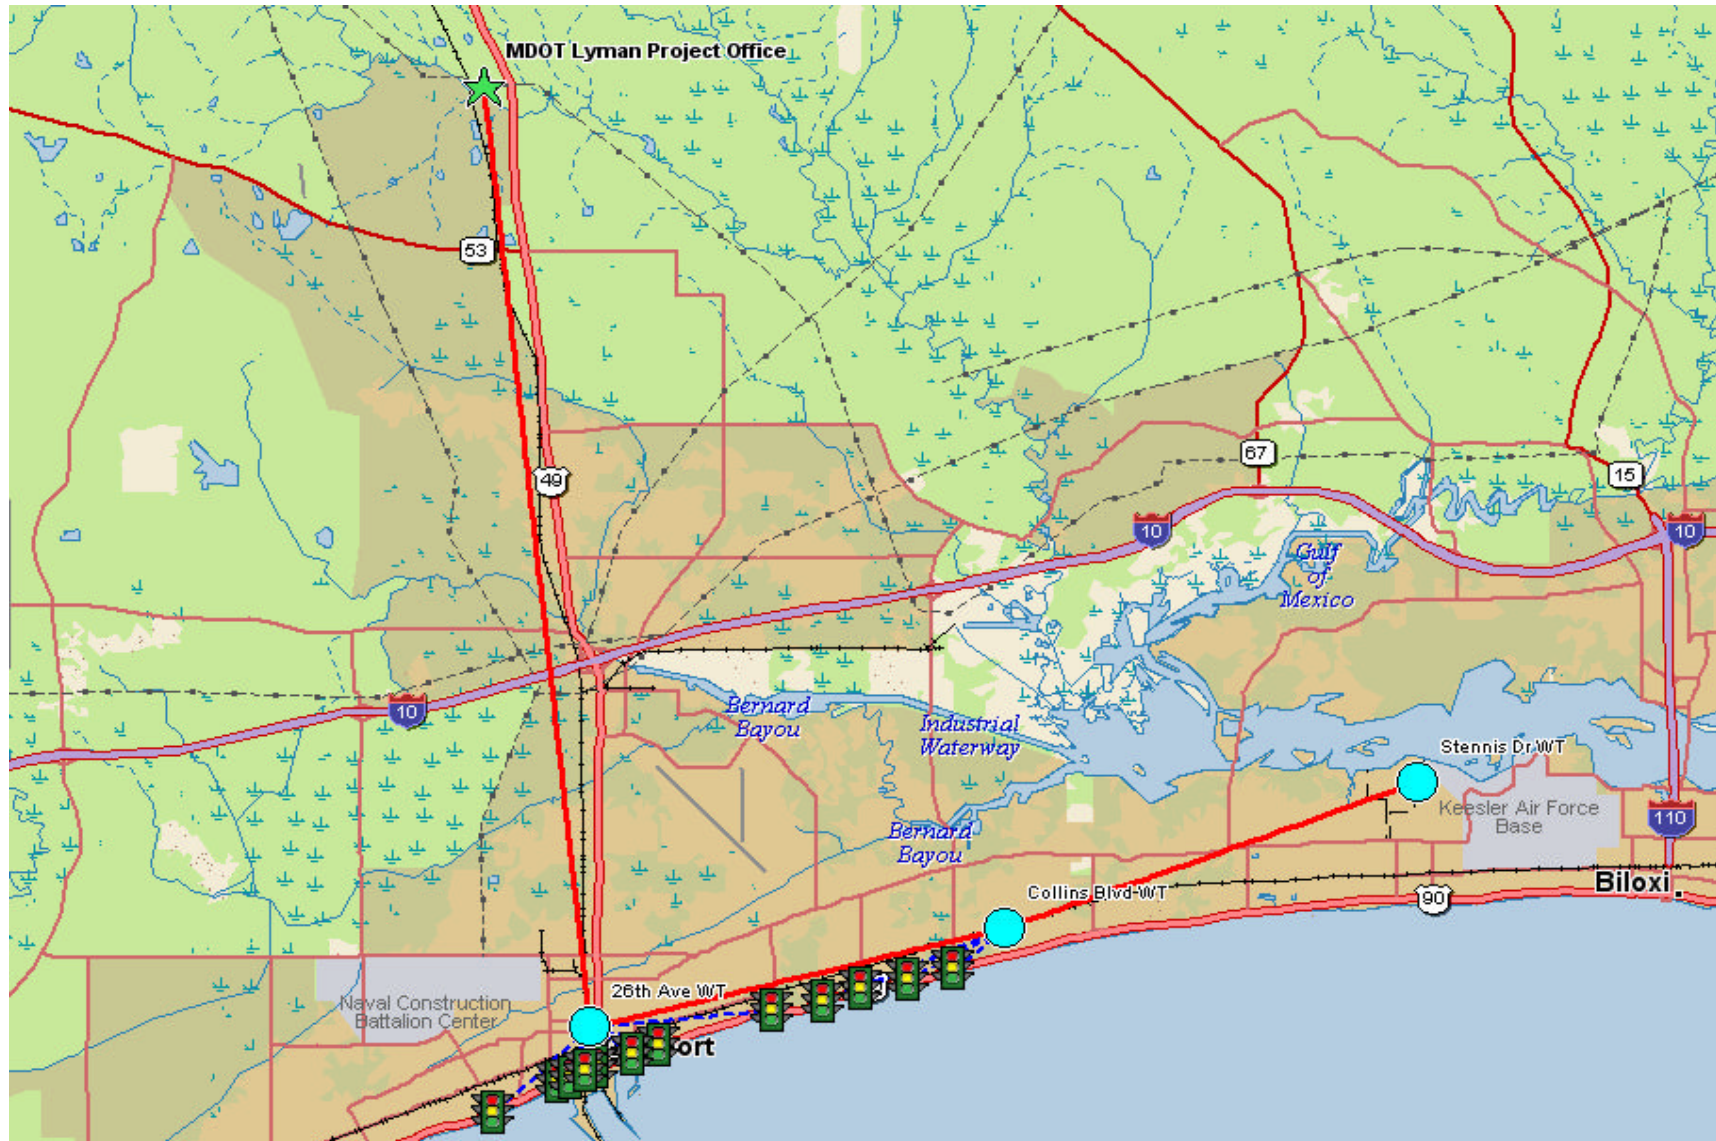 MDOT Lyman Project Office
53
49
67
15
10
10
Gulf
of
Mexico
10
Bernard
Bayou
Industrial
Waterway
Stennis Dr WT
Keesler Air Force
Base
110
Bernard
Bayou
Biloxi
Collins Blvd WT
90
26th Ave WT
Naval Construction
Battalion Center
ort